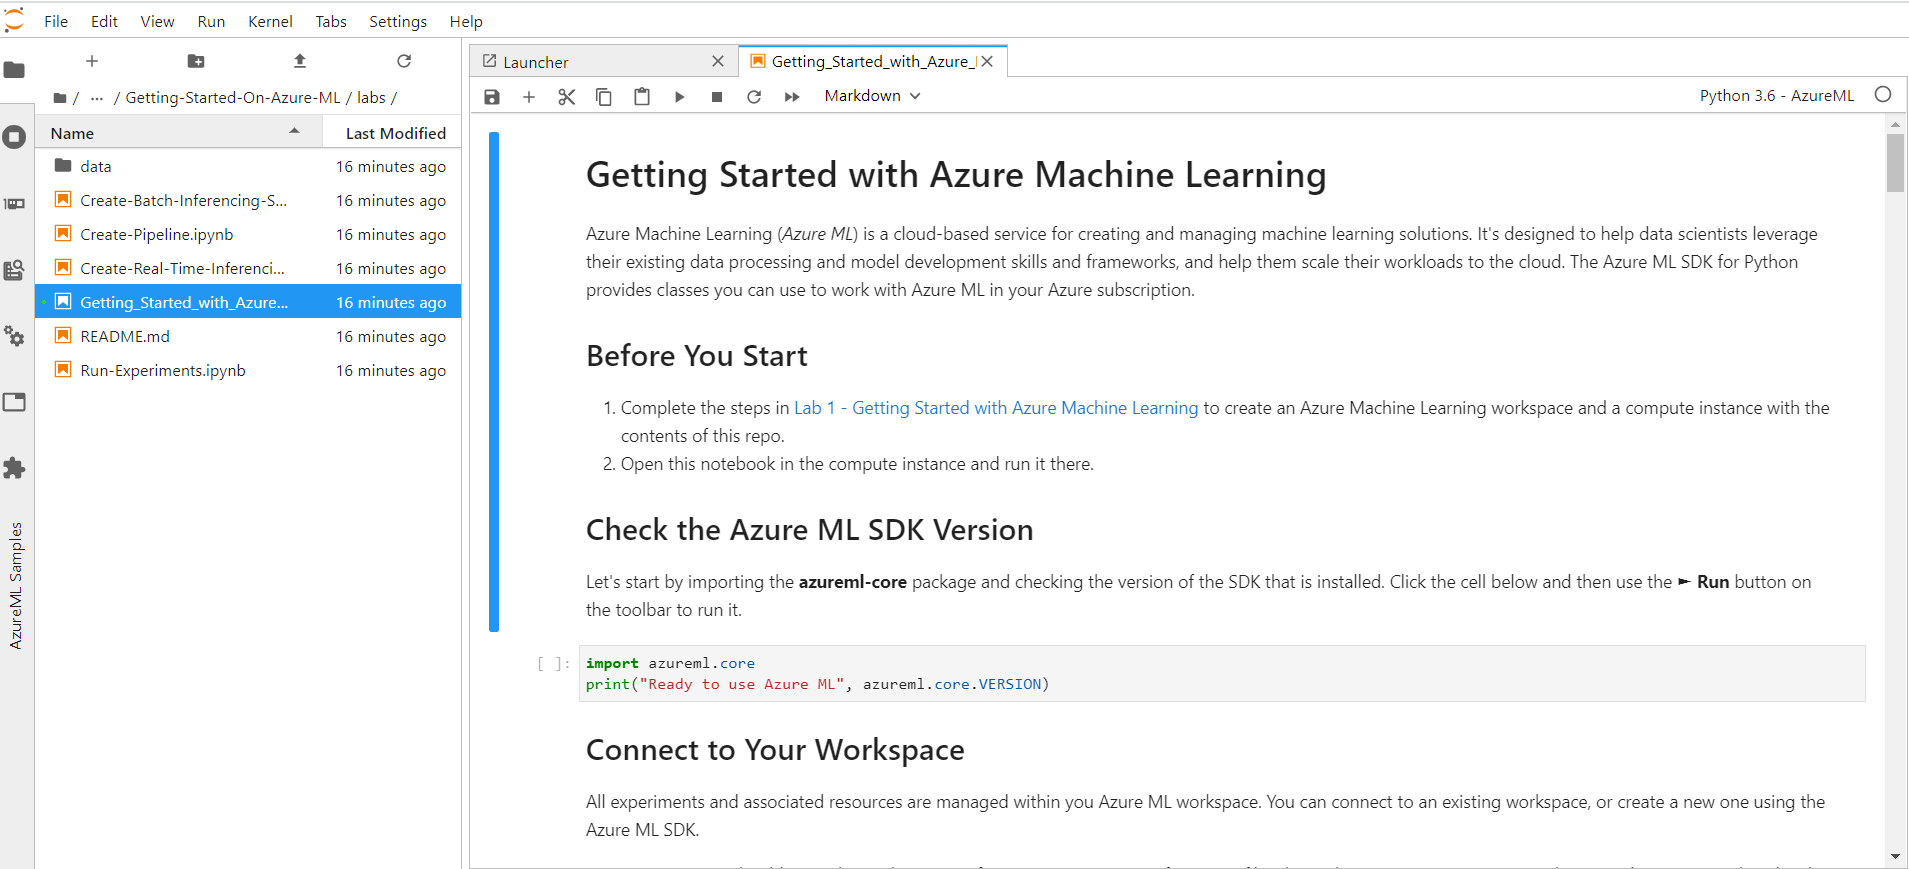 File Edit View Run Kernel Tabs Settings Help
/ ... / Getting-Started-On-Azure-ML / labs /
Name Last Modified
data 16 minutes ago
Create-Batch-Inferencing-S... 16 minutes ago
Create-Pipeline.ipynb 16 minutes ago
Create-Real-Time-Inferenci... 16 minutes ago
Getting_Started_with_Azure... 16 minutes ago
README.md 16 minutes ago
Run-Experiments.ipynb 16 minutes ago
AzureML Samples
Launcher
Getting_Started_with_Azure_
Markdown
Python 3.6 - AzureML
Getting Started with Azure Machine Learning
Azure Machine Learning (Azure ML) is a cloud-based service for creating and managing machine learning solutions. It's designed to help data scientists leverage
their existing data processing and model development skills and frameworks, and help them scale their workloads to the cloud. The Azure ML SDK for Python
provides classes you can use to work with Azure ML in your Azure subscription.
Before You Start
1. Complete the steps in Lab 1 - Getting Started with Azure Machine Learning to create an Azure Machine Learning workspace and a compute instance with the
contents of this repo.
2. Open this notebook in the compute instance and run it there.
Check the Azure ML SDK Version
Let's start by importing the azureml-core package and checking the version of the SDK that is installed. Click the cell below and then use the ► Run button on
the toolbar to run it.
[ ]: import azureml.core
print("Ready to use Azure ML", azureml.core.VERSION)
Connect to Your Workspace
All experiments and associated resources are managed within you Azure ML workspace. You can connect to an existing workspace, or create a new one using the
Azure ML SDK.